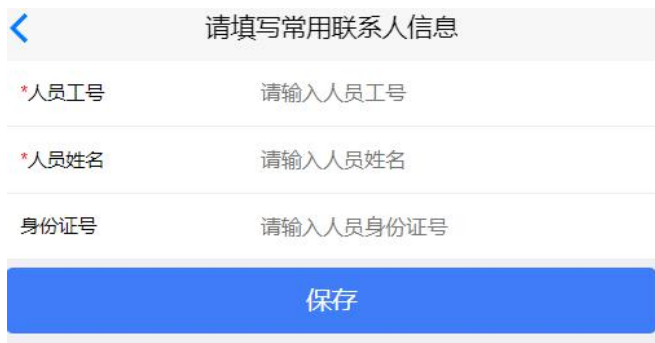 请填写常用联系人信息
*人员工号 请输入人员工号
*人员姓名 请输入人员姓名
身份证号 请输入人员身份证号
保存